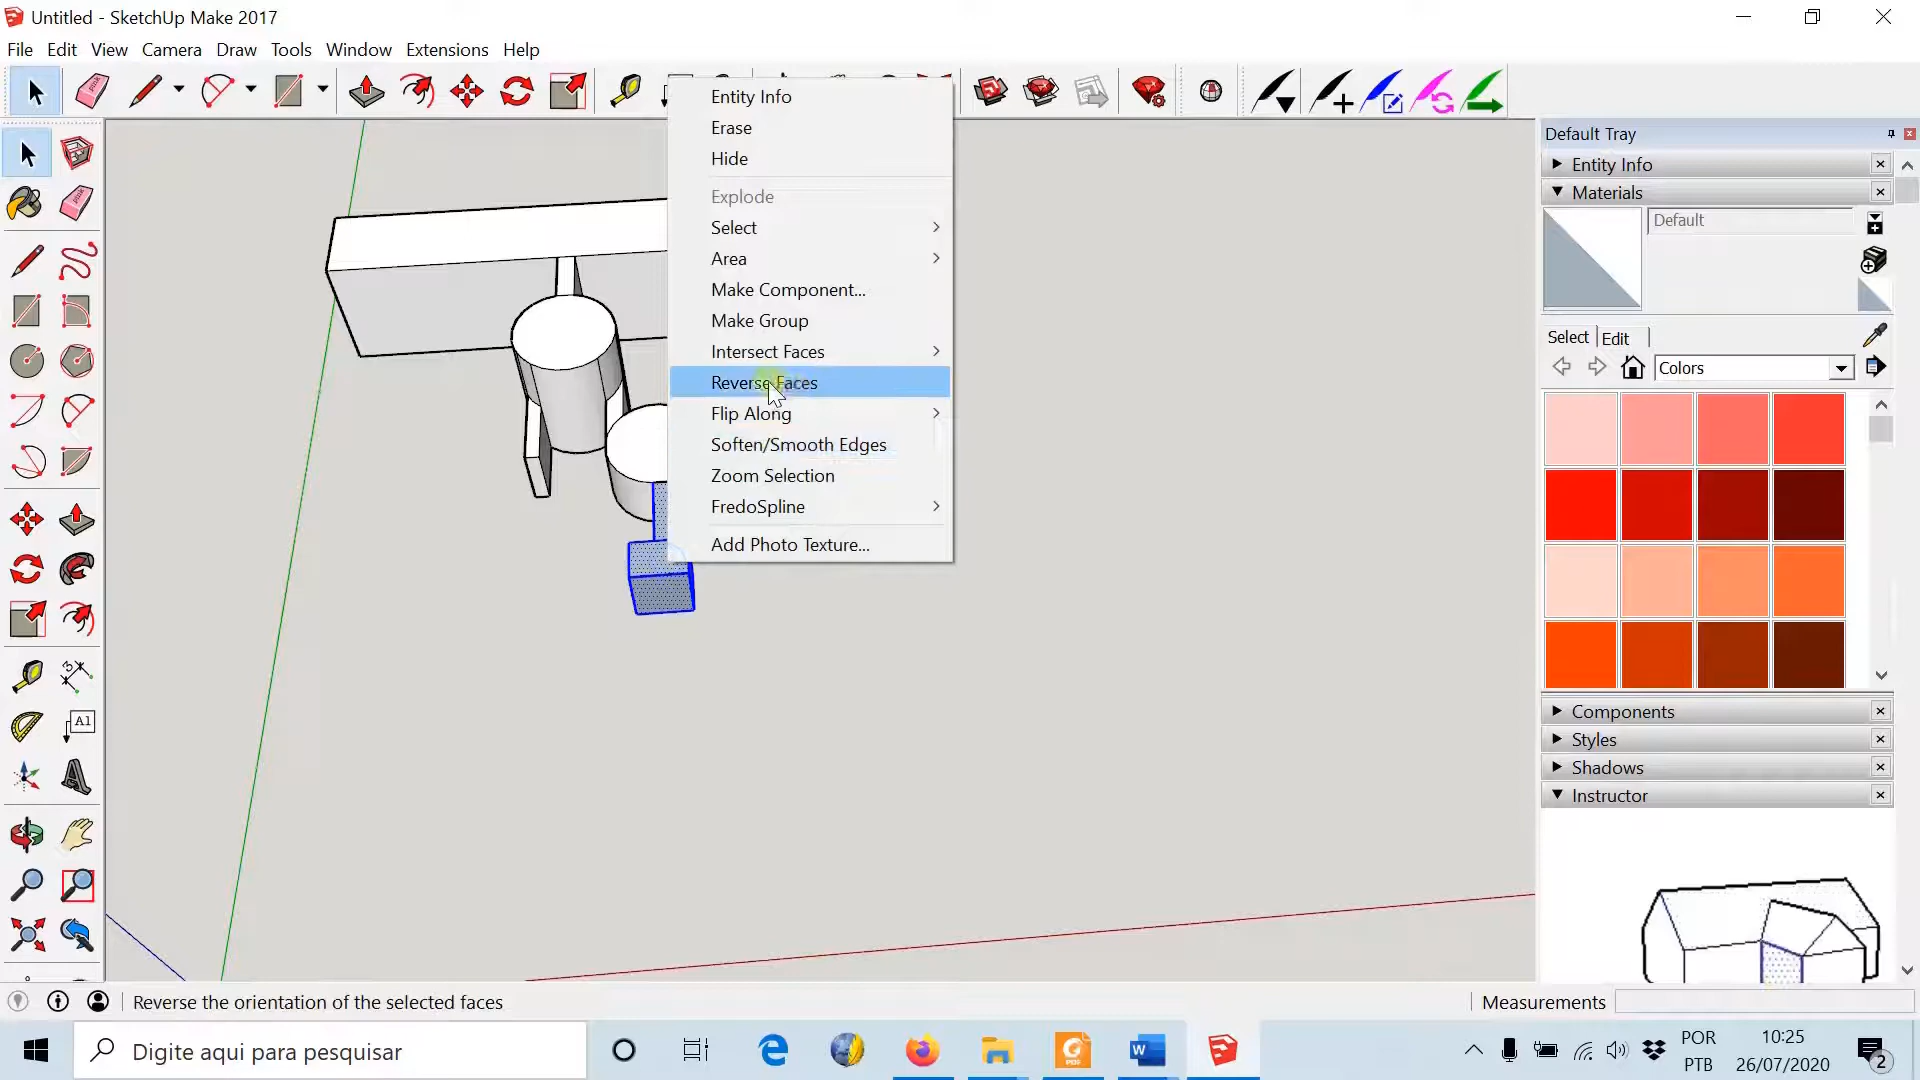 Untitled - SketchUp Make 2017
File Edit View Camera Draw Tools Window Extensions Help
Entity Info
Erase
Hide
Explode
Select
Area
Make Component...
Make Group
Intersect Faces
Reverse Faces
Flip Along
Soften/Smooth Edges
Zoom Selection
FredoSpline
Add Photo Texture...
Default Tray
Entity Info
Materials
Default
Select Edit
Colors
Components
Styles
Shadows
Instructor
A1
Reverse the orientation of the selected faces
Measurements
Digite aqui para pesquisar
POR
PTB
10:25
26/07/2020
2